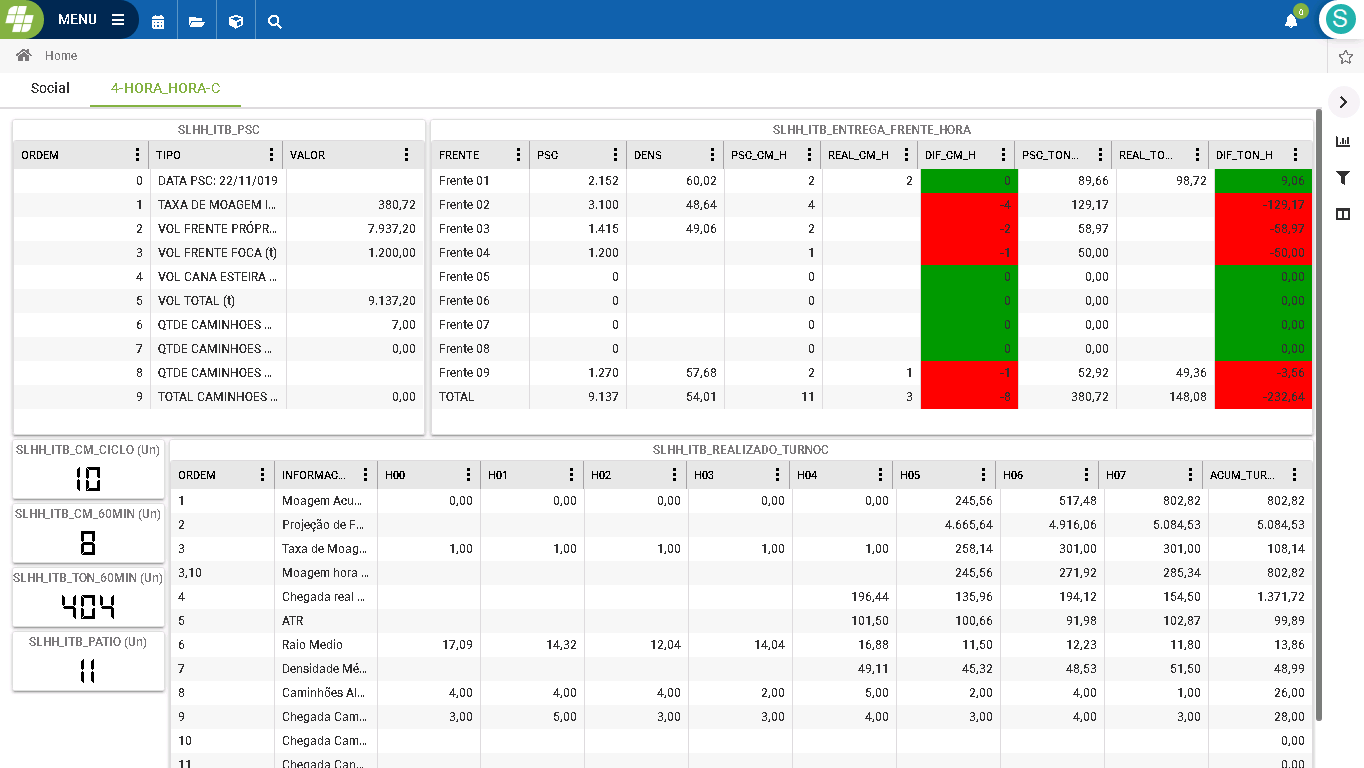 MENU
0
S
Home
Social 4-HORA_HORA-C
SLHH_ITB_PSC
ORDEM TIPO VALOR
0 DATA PSC: 22/11/019
1 TAXA DE MOAGEM I... 380,72
2 VOL FRENTE PRÓPR... 7.937,20
3 VOL FRENTE FOCA (t) 1.200,00
4 VOL CANA ESTEIRA ...
5 VOL TOTAL (t) 9.137,20
6 QTDE CAMINHOES ... 7,00
7 QTDE CAMINHOES ... 0,00
8 QTDE CAMINHOES ...
9 TOTAL CAMINHOES ... 0,00
SLHH_ITB_ENTREGA_FRENTE_HORA
FRENTE PSC DENS PSC_CM_H REAL_CM_H DIF_CM_H PSC_TON... REAL_TO... DIF_TON_H
Frente 01 2.152 60,02 2 2 0 89,66 98,72 9,06
Frente 02 3.100 48,64 4 -4 129,17 -129,17
Frente 03 1.415 49,06 2 -2 58,97 -58,97
Frente 04 1.200 1 -1 50,00 -50,00
Frente 05 0 0 0 0,00 0,00
Frente 06 0 0 0 0,00 0,00
Frente 07 0 0 0 0,00 0,00
Frente 08 0 0 0 0,00 0,00
Frente 09 1.270 57,68 2 1 -1 52,92 49,36 -3,56
TOTAL 9.137 54,01 11 3 -8 380,72 148,08 -232,64
SLHH_ITB_CM_CICLO (Un)
10
SLHH_ITB_CM_60MIN (Un)
8
SLHH_ITB_TON_60MIN (Un)
404
SLHH_ITB_PATIO (Un)
11
SLHH_ITB_REALIZADO_TURNOC
ORDEM INFORMAC... H00 H01 H02 H03 H04 H05 H06 H07 ACUM_TUR...
1 Moagem Acu... 0,00 0,00 0,00 0,00 0,00 245,56 517,48 802,82 802,82
2 Projeção de F... 4.665,64 4.916,06 5.084,53 5.084,53
3 Taxa de Moag... 1,00 1,00 1,00 1,00 1,00 258,14 301,00 301,00 108,14
3,10 Moagem hora ... 245,56 271,92 285,34 802,82
4 Chegada real ... 196,44 135,96 194,12 154,50 1.371,72
5 ATR 101,50 100,66 91,98 102,87 99,89
6 Raio Medio 17,09 14,32 12,04 14,04 16,88 11,50 12,23 11,80 13,86
7 Densidade Mé... 49,11 45,32 48,53 51,50 48,99
8 Caminhões Al... 4,00 4,00 4,00 2,00 5,00 2,00 4,00 1,00 26,00
9 Chegada Cam... 3,00 5,00 3,00 3,00 4,00 3,00 4,00 3,00 28,00
10 Chegada Cam... 0,00
11 Chegada Can... 0,00